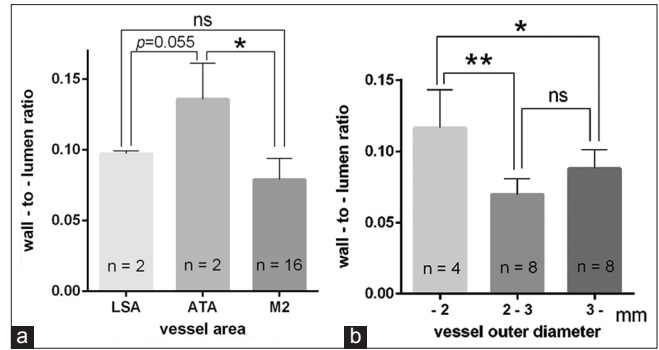 ns
p=0.055
*
0.15
0.10
0.05
0.00
wall - to - lumen ratio
n = 2
n = 2
n = 16
LSA
ATA
M2
vessel area
a
*
**
ns
0.15
0.10
0.05
0.00
wall - to - lumen ratio
n = 4
n = 8
n = 8
- 2
2 - 3
3 -
mm
vessel outer diameter
b